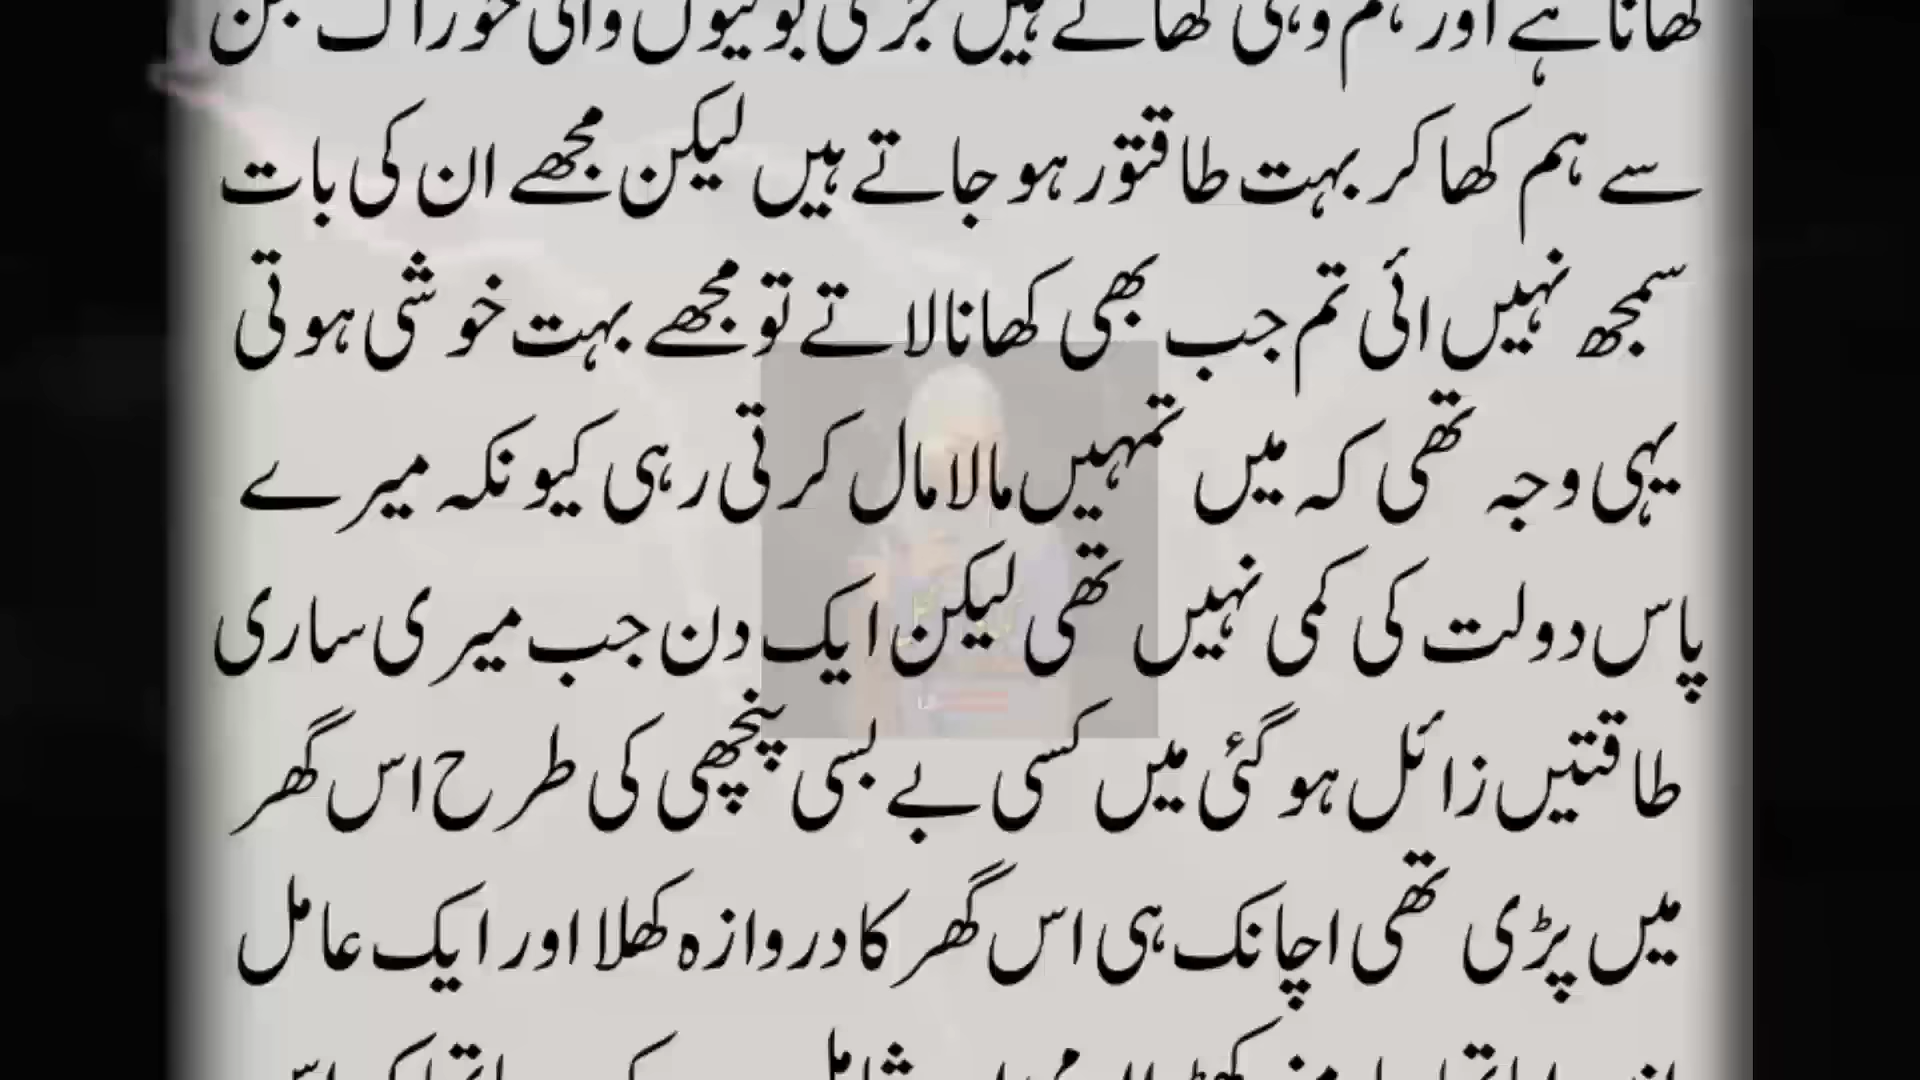 کھانا ہے اور ہم وہی کھاتے ہیں جڑی بوٹیوں والی خوراک جن
سے ہم کھا کر بہت طاقتور ہو جاتے ہیں لیکن مجھے ان کی بات
سمجھ نہیں ائی تم جب بھی کھانا لاتے تو مجھے بہت خوشی ہوتی
یہی وجہ تھی کہ میں تمہیں مالا مال کرتی رہی کیونکہ میرے
پاس دولت کی کمی نہیں تھی لیکن ایک دن جب میری ساری
طاقتیں زائل ہو گئی میں کسی بے بسی پنچھی کی طرح اس گھر
میں پڑی تھی اچانک ہی اس گھر کا دروازہ کھلا اور ایک عامل